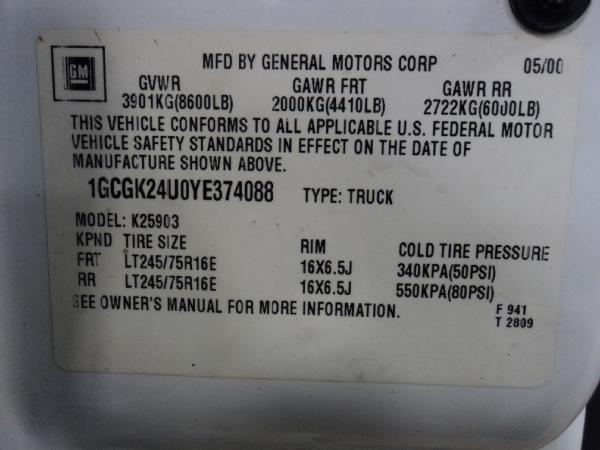 GM
MFD BY GENERAL MOTORS CORP 05/00
GVWR GAWR FRT GAWR RR
3901KG(8600LB) 2000KG(4410LB) 2722KG(6000LB)
THIS VEHICLE CONFORMS TO ALL APPLICABLE U.S. FEDERAL MOTOR
VEHICLE SAFETY STANDARDS IN EFFECT ON THE DATE OF
MANUFACTURE SHOWN ABOVE.
1GCGK24U0YE374088 TYPE: TRUCK
MODEL: K25903
KPND TIRE SIZE RIM COLD TIRE PRESSURE
FRT LT245/75R16E 16X6.5J 340KPA(50PSI)
RR LT245/75R16E 16X6.5J 550KPA(80PSI)
SEE OWNER'S MANUAL FOR MORE INFORMATION.
F 941
T 2809